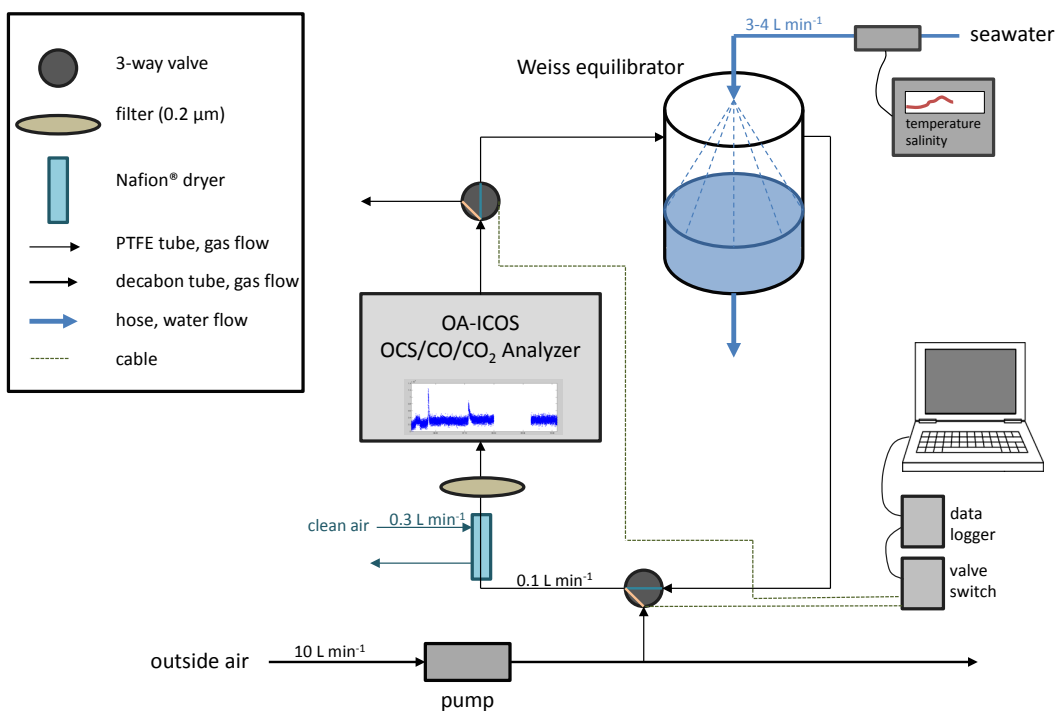 3-way valve
filter (0.2 µm)
Nafion® dryer
PTFE tube, gas flow
decabon tube, gas flow
hose, water flow
cable
3-4 L min⁻¹
seawater
Weiss equilibrator
temperature
salinity
OA-ICOS
OCS/CO/CO₂ Analyzer
clean air
0.3 L min⁻¹
0.1 L min⁻¹
data
logger
valve
switch
outside air
10 L min⁻¹
pump